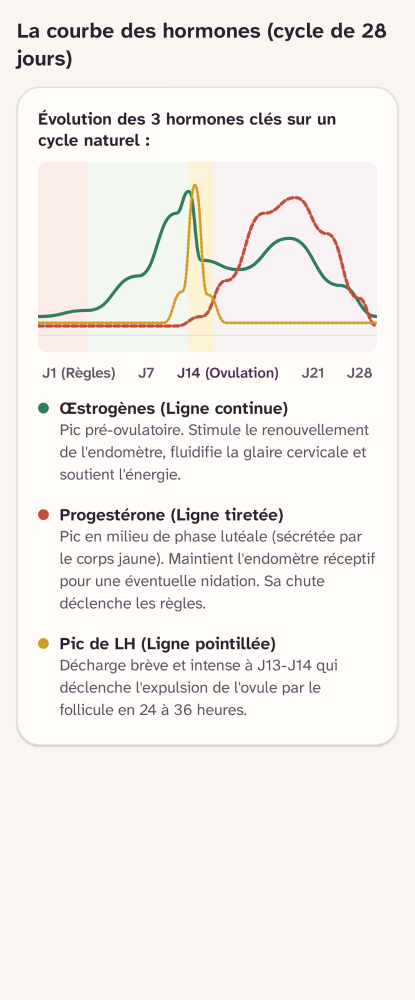 La courbe des hormones (cycle de 28
jours)
Évolution des 3 hormones clés sur un
cycle naturel :
J1 (Règles) J7 J14 (Ovulation) J21 J28
Œstrogènes (Ligne continue)
Pic pré-ovulatoire. Stimule le renouvellement
de l'endomètre, fluidifie la glaire cervicale et
soutient l'énergie.
Progestérone (Ligne tiretée)
Pic en milieu de phase lutéale (sécrétée par
le corps jaune). Maintient l'endomètre réceptif
pour une éventuelle nidation. Sa chute
déclenche les règles.
Pic de LH (Ligne pointillée)
Décharge brève et intense à J13-J14 qui
déclenche l'expulsion de l'ovule par le
follicule en 24 à 36 heures.